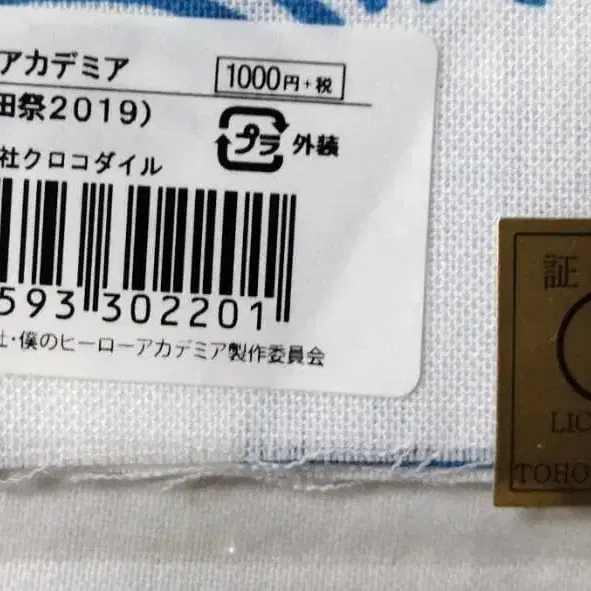 アカデミア
1000円+税
田祭2019)
プラ 外装
社クロコダイル
593 302201
社・僕のヒーローアカデミア製作委員会
証
LIC
TOHO